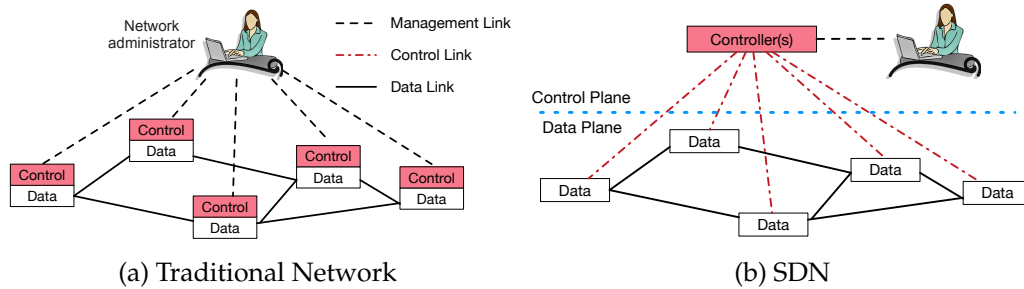 Network
administrator
Management Link
Control Link
Data Link
Control
Data
Control
Data
Control
Data
Control
Data
Control
Data
(a) Traditional Network
Controller(s)
Control Plane
Data Plane
Data
Data
Data
Data
Data
(b) SDN